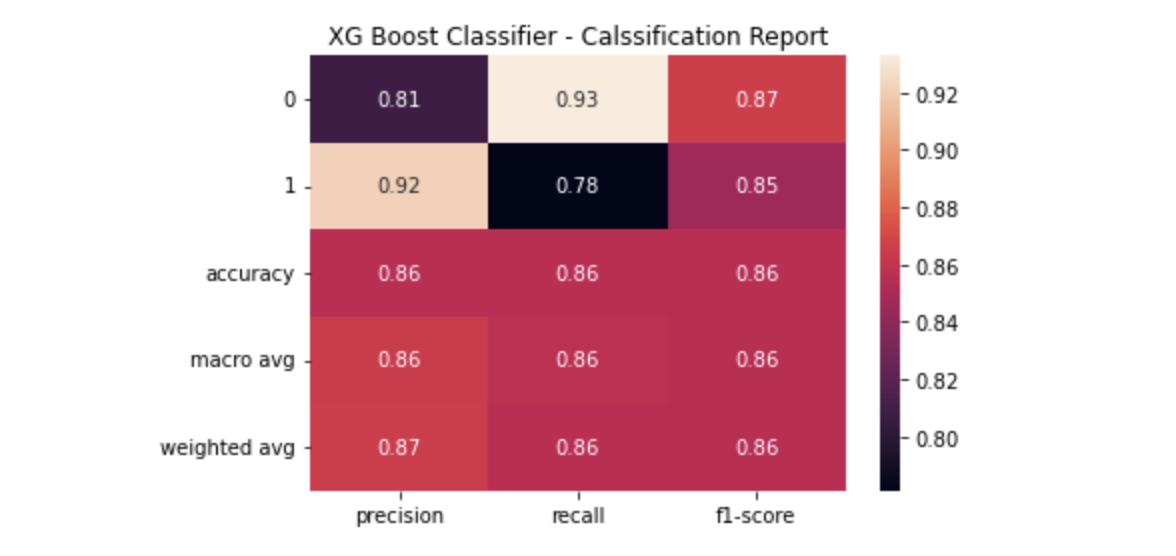 XG Boost Classifier - Calssification Report
0 0.81 0.93 0.87 0.92
0.90
1 0.92 0.78 0.85 0.88
accuracy 0.86 0.86 0.86 0.86
0.84
macro avg 0.86 0.86 0.86 0.82
weighted avg 0.87 0.86 0.86 0.80
precision recall f1-score